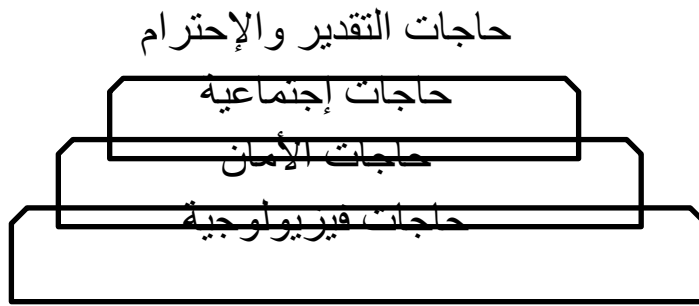 حاجات التقدير والإحترام
حاجات إجتماعية
حاجات الأمان
حاجات فيزيولوجية